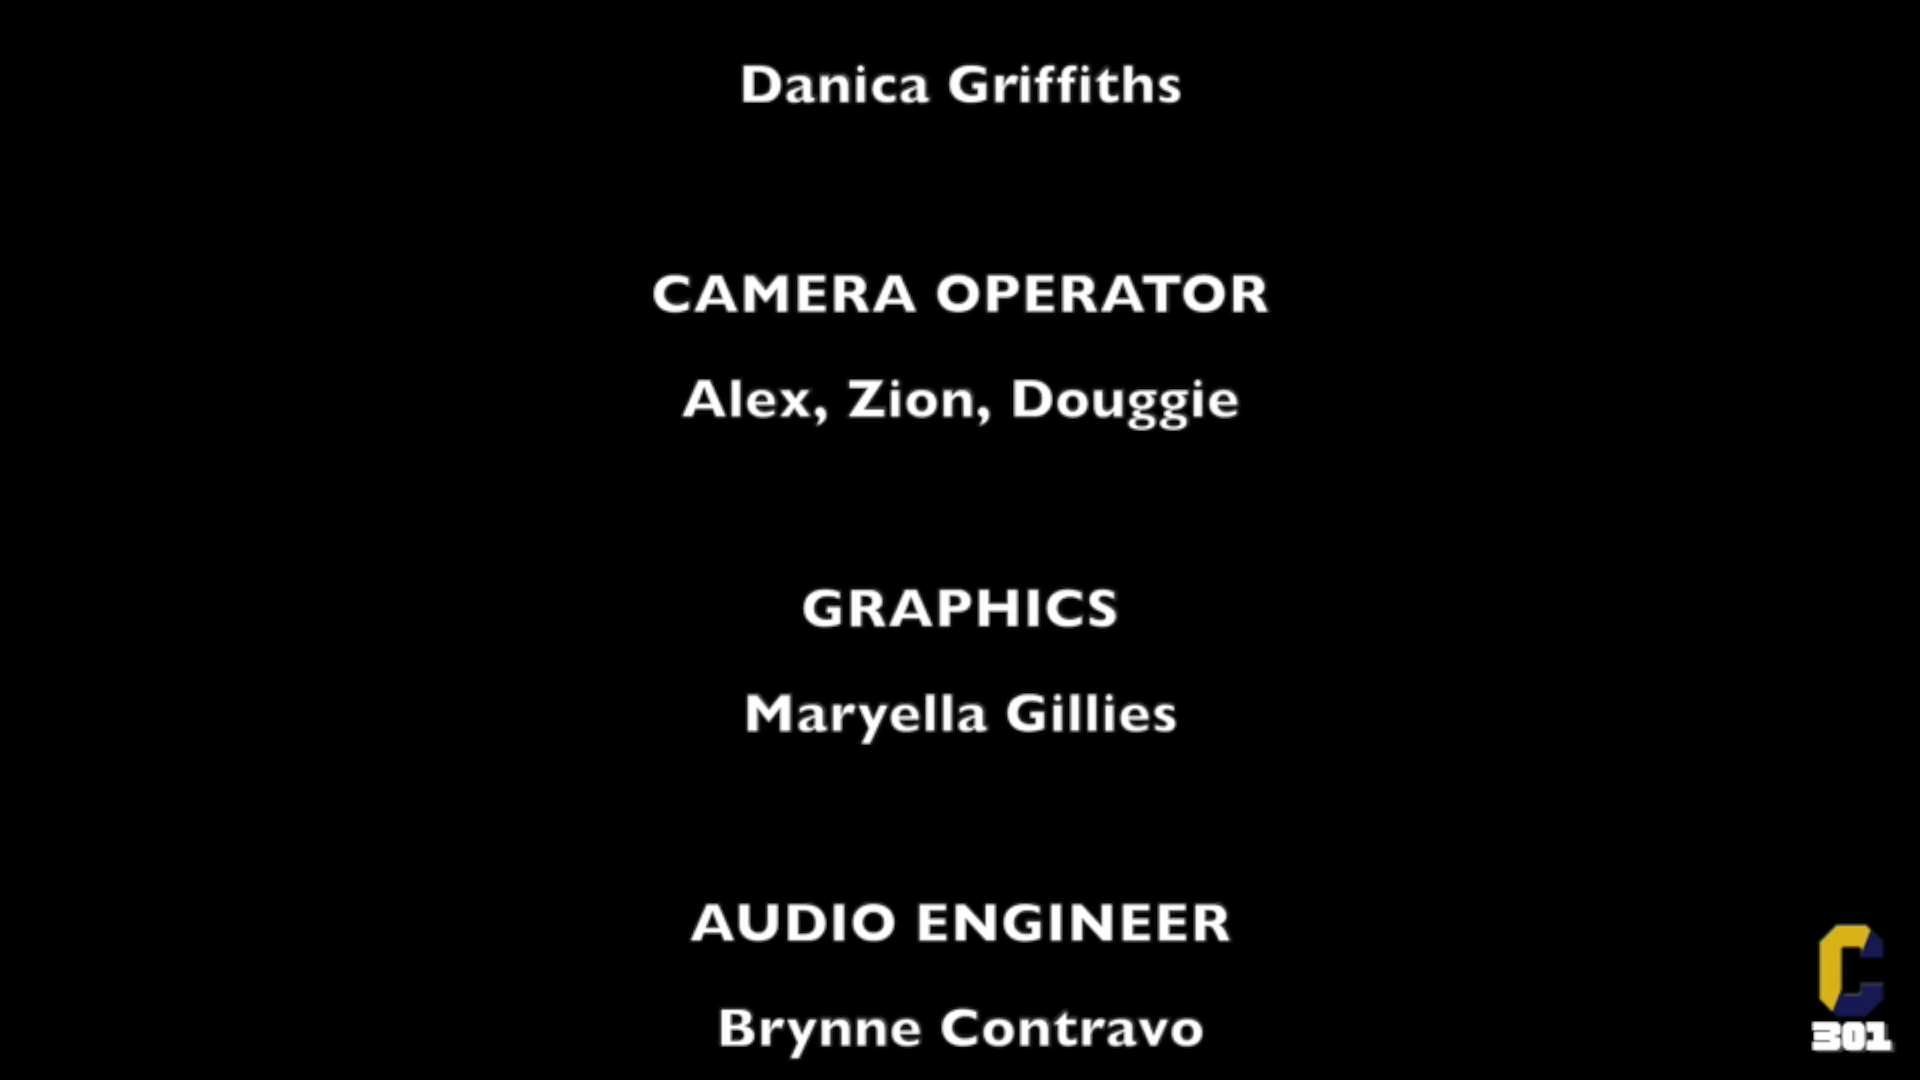 Danica Griffiths
CAMERA OPERATOR
Alex, Zion, Douggie
GRAPHICS
Maryella Gillies
AUDIO ENGINEER
Brynne Contravo
C
301